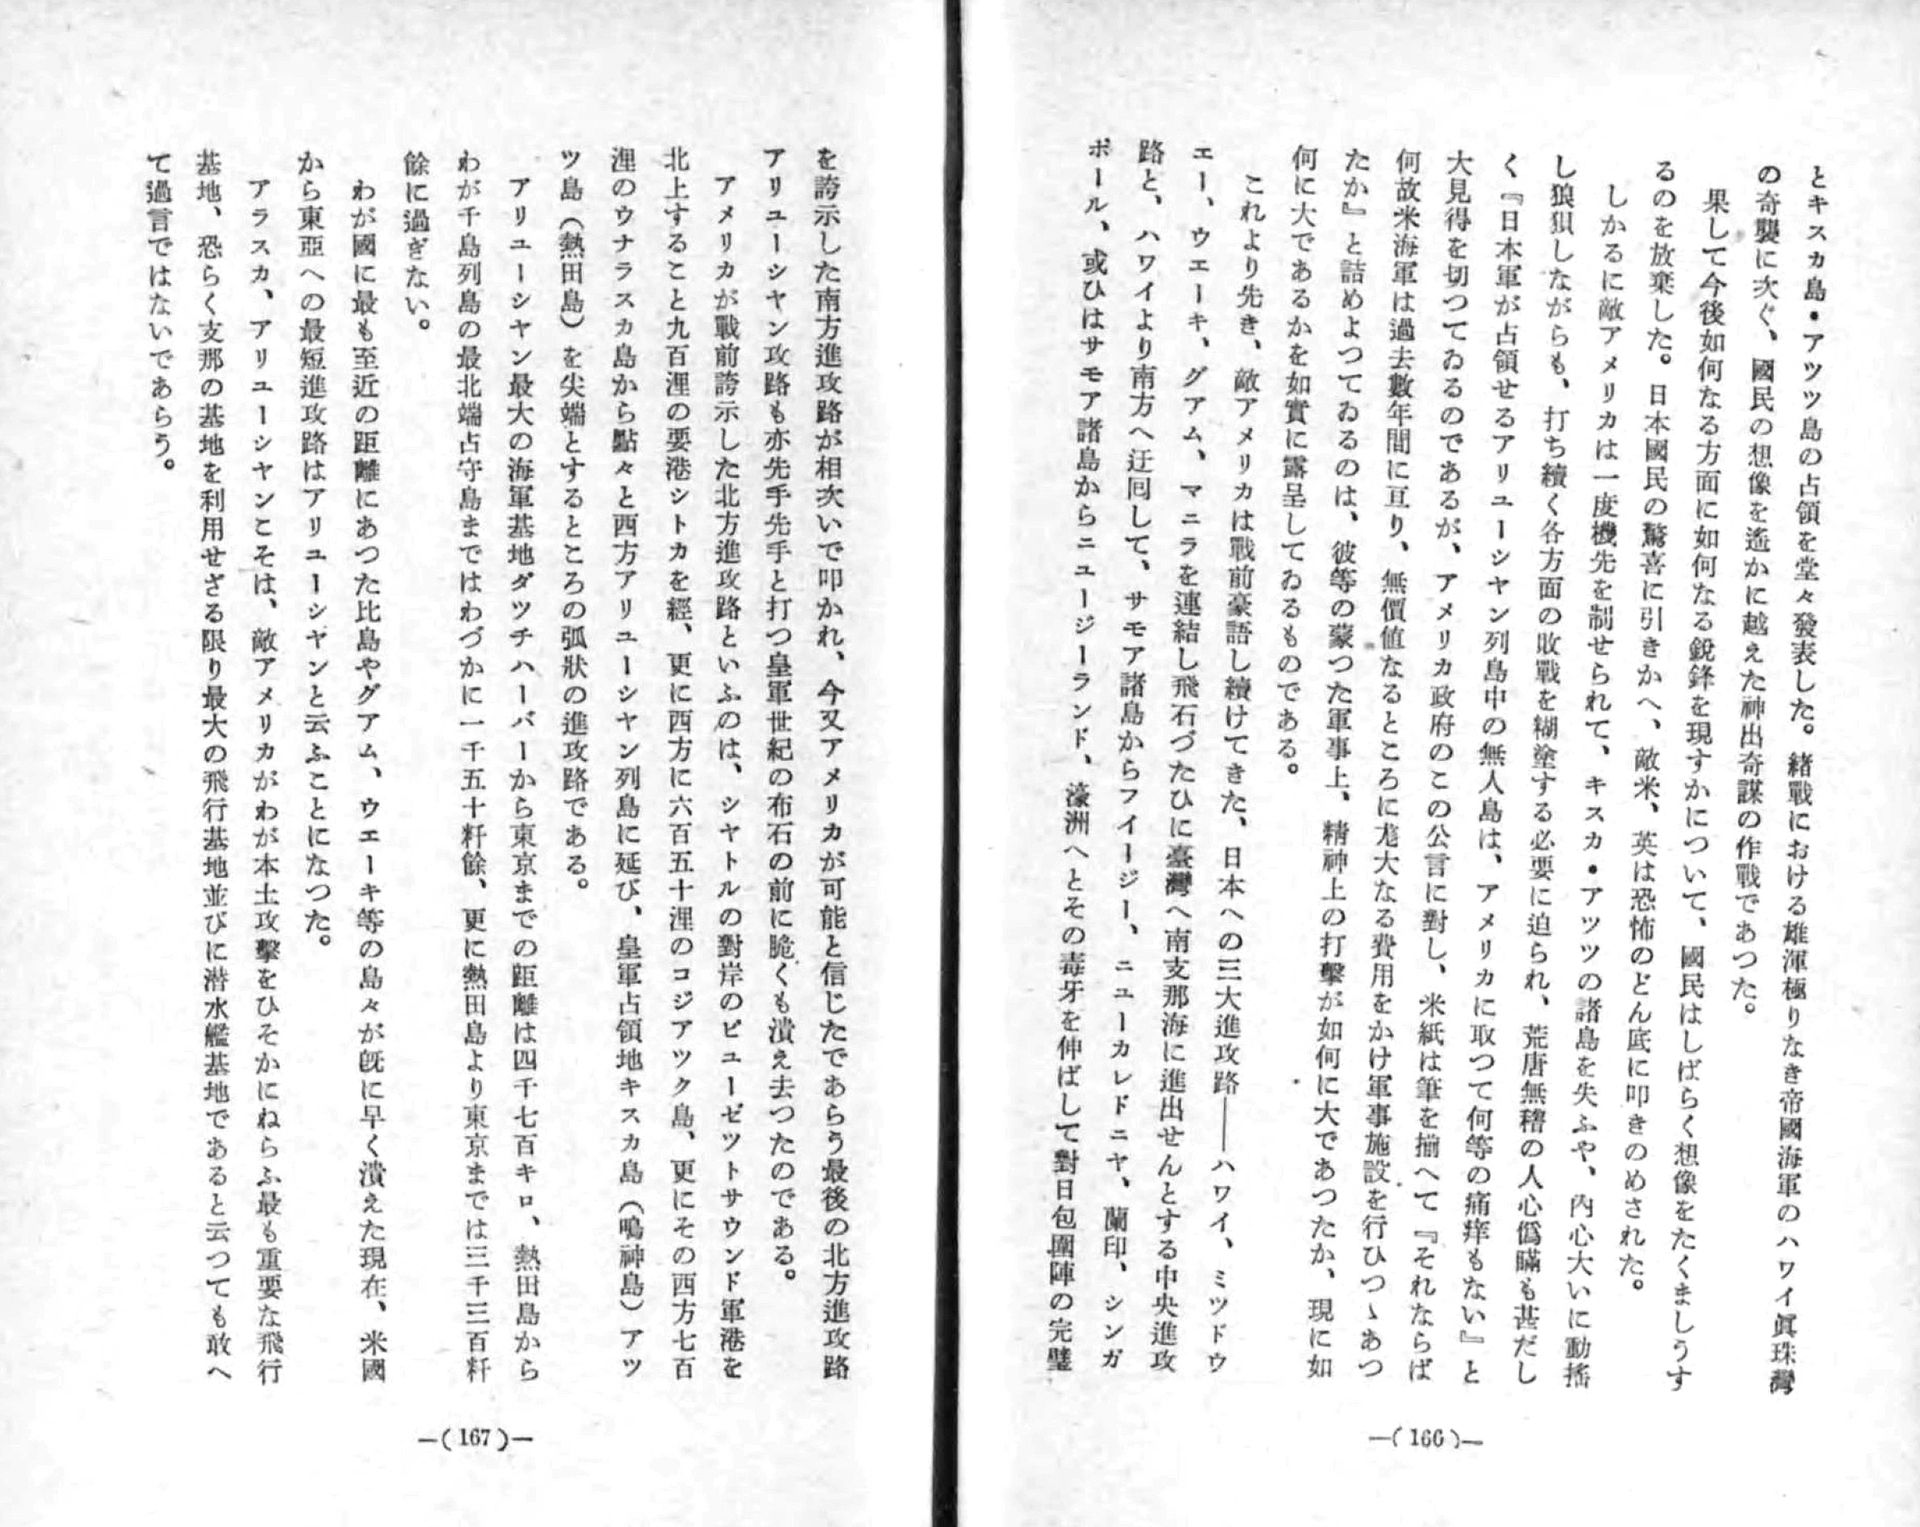 とキスカ島・アツツ島の占領を堂々發表した。緒戰における雄渾極りなき帝國海軍のハワイ眞珠灣
の奇襲に次ぐ、國民の想像を遙かに越えた神出奇謀の作戰であつた。
果して今後如何なる方面に如何なる銳鋒を現すかについて、國民はしばらく想像をたくましうす
るのを放棄した。日本國民の驚喜に引きかへ、敵米、英は恐怖のどん底に叩きのめされた。
しかるに敵アメリカは一度機先を制せられて、キスカ・アツツの諸島を失ふや、內心大いに動搖
し狼狽しながらも、打ち續く各方面の敗戰を糊塗する必要に迫られ、荒唐無稽の人心僞瞞も甚だし
く『日本軍が占領せるアリユーシヤン列島中の無人島は、アメリカに取つて何等の痛痒もない』と
大見得を切つてゐるのであるが、アメリカ政府のこの公言に對し、米紙は筆を揃へて『それならば
何故米海軍は過去數年間に亙り、無價値なるところに尨大なる費用をかけ軍事施設を行ひつゝあつ
たか』と詰めよつてゐるのは、彼等の蒙つた軍事上、精神上の打擊が如何に大であつたか、現に如
何に大であるかを如實に露呈してゐるものである。
これより先き、敵アメリカは戰前豪語し續けてきた、日本への三大進攻路――ハワイ、ミツドウ
エー、ウエーキ、グアム、マニラを連結し飛石づたひに臺灣へ南支那海に進出せんとする中央進攻
路と、ハワイより南方へ迂囘して、サモア諸島からフイージー、ニユーカレドニヤ、蘭印、シンガ
ポール、或ひはサモア諸島からニユージーランド、濠洲へとその毒牙を伸ばして對日包圍陣の完璧
―(166)―
を誇示した南方進攻路が相次いで叩かれ、今又アメリカが可能と信じたであらう最後の北方進攻路
アリユーシヤン攻路も亦先手先手と打つ皇軍世紀の布石の前に脆くも潰え去つたのである。
アメリカが戰前誇示した北方進攻路といふのは、シヤトルの對岸のピユーゼツトサウンド軍港を
北上すること九百浬の要港シトカを經、更に西方に六百五十浬のコジアツク島、更にその西方七百
浬のウナラスカ島から點々と西方アリユーシヤン列島に延び、皇軍占領地キスカ島（鳴神島）アツ
ツ島（熱田島）を尖端とするところの弧狀の進攻路である。
アリユーシヤン最大の海軍基地ダツチハーバーから東京までの距離は四千七百キロ、熱田島から
わが千島列島の最北端占守島まではわづかに一千五十粁餘、更に熱田島より東京までは三千三百粁
餘に過ぎない。
わが國に最も至近の距離にあつた比島やグアム、ウエーキ等の島々が旣に早く潰えた現在、米國
から東亞への最短進攻路はアリユーシヤンと云ふことになつた。
アラスカ、アリユーシヤンこそは、敵アメリカがわが本土攻擊をひそかにねらふ最も重要な飛行
基地、恐らく支那の基地を利用せざる限り最大の飛行基地並びに潜水艦基地であると云つても敢へ
て過言ではないであらう。
―(167)―